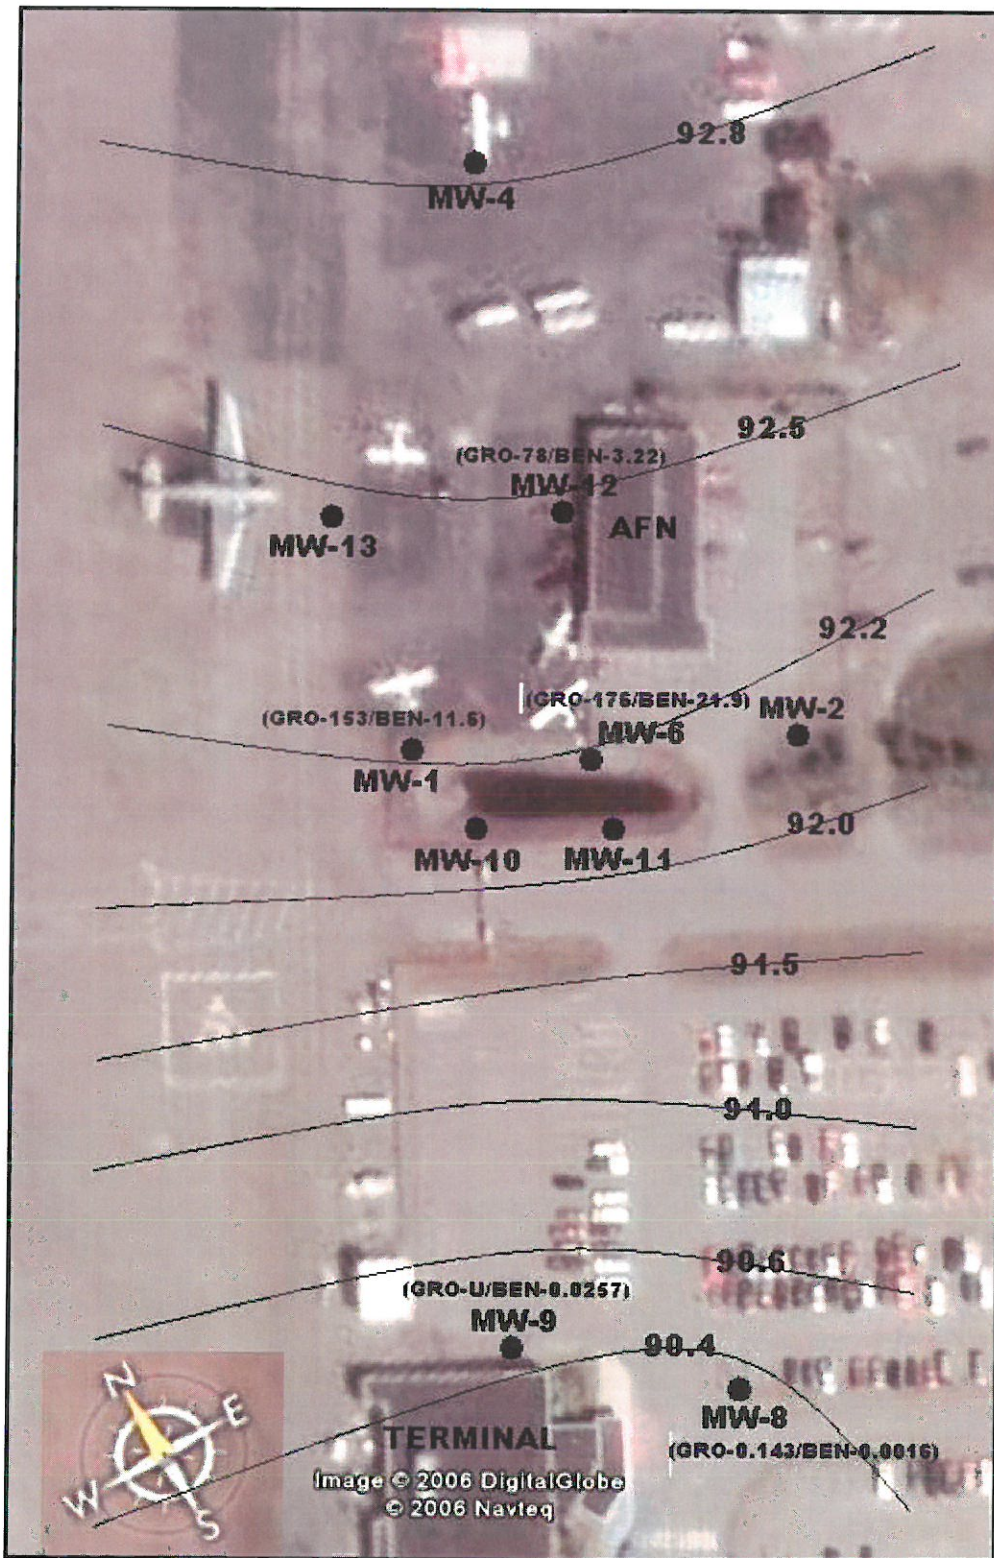 92.8
MW-4
92.5
(GRO-78/BEN-3.22)
MW-12
AFN
MW-13
92.2
(GRO-175/BEN-21.9)
MW-2
(GRO-153/BEN-11.5)
MW-6
MW-1
92.0
MW-10
MW-11
91.5
91.0
90.6
(GRO-U/BEN-0.0257)
MW-9
90.4
MW-8
(GRO-0.143/BEN-0.0016)
TERMINAL
Image © 2006 DigitalGlobe
© 2006 Navteq
N
E
W
S